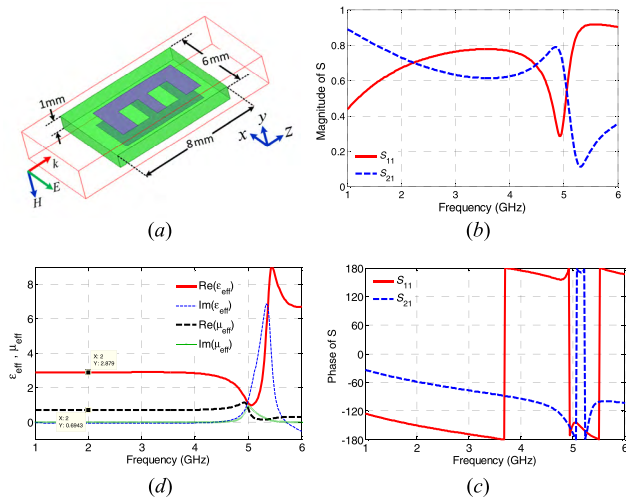 1mm
6mm
8mm
k
E
H
x
y
z
(a)
Magnitude of S
1
0.8
0.6
0.4
0.2
0
S11
S21
1 2 3 4 5 6
Frequency (GHz)
(b)
εeff , μeff
8
6
4
2
0
Re(εeff)
Im(εeff)
Re(μeff)
Im(μeff)
X: 2
Y: 2.879
X: 2
Y: 0.6943
1 2 3 4 5 6
Frequency (GHz)
(d)
Phase of S
180
120
60
0
-60
-120
-180
S11
S21
1 2 3 4 5 6
Frequency (GHz)
(c)